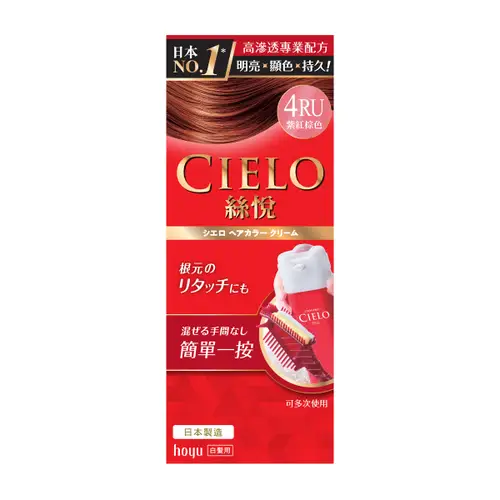 日本
NO.1*
高滲透專業配方
明亮×顯色×持久!
4RU
紫紅棕色
CIELO
絲悅
シエロ ヘアカラー クリーム
根元の
リタッチにも
CIELO
混ぜる手間なし
簡單一按
可多次使用
日本製造
hoyu 白髮用